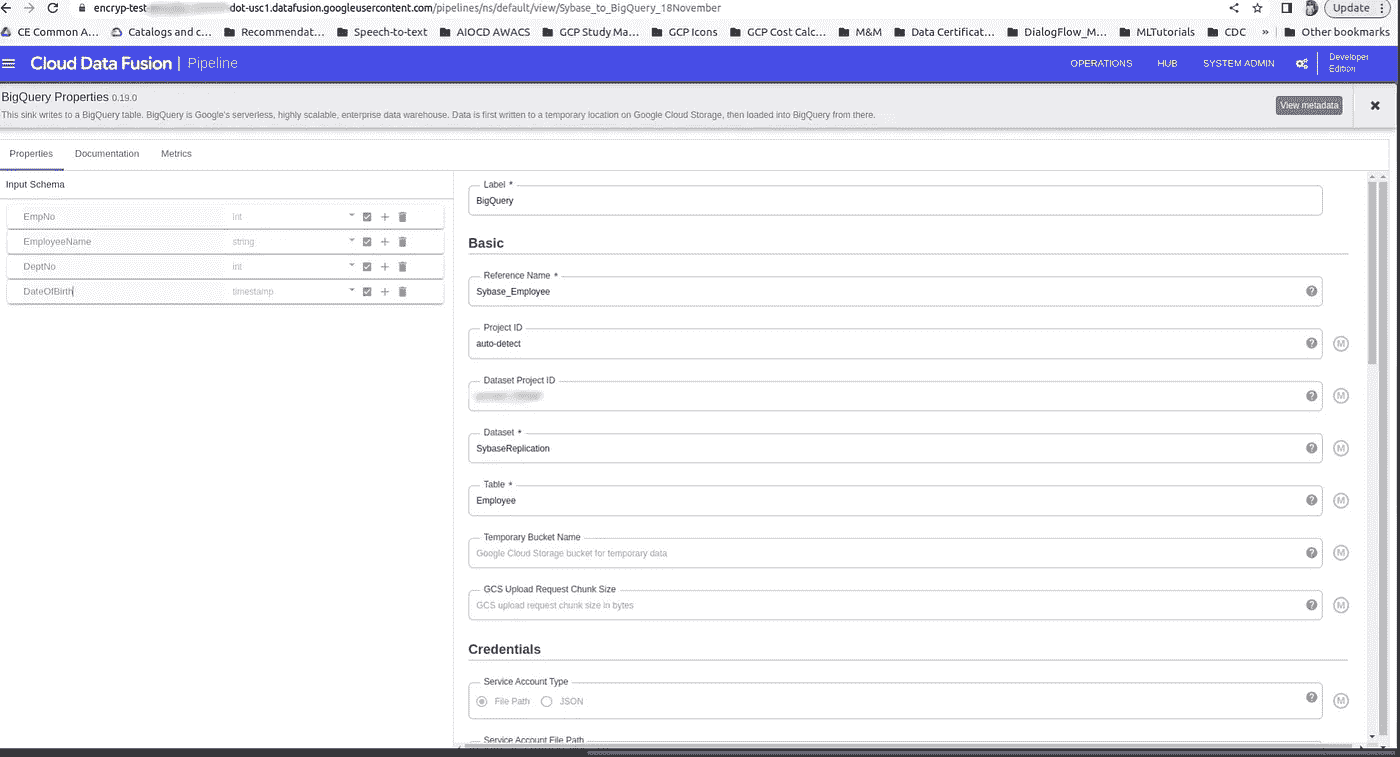 encryp-test
dot-usc1.datafusion.googleusercontent.com/pipelines/ns/default/view/Sybase_to_BigQuery_18November
Update
CE Common A... Catalogs and c... Recommendat... Speech-to-text AIOCD AWACS GCP Study Ma... GCP Icons GCP Cost Calc... M&M Data Certificat... DialogFlow_M... MLTutorials CDC » Other bookmarks
Cloud Data Fusion | Pipeline
OPERATIONS HUB SYSTEM ADMIN
Developer
Edition
BigQuery Properties 0.19.0
This sink writes to a BigQuery table. BigQuery is Google's serverless, highly scalable, enterprise data warehouse. Data is first written to a temporary location on Google Cloud Storage, then loaded into BigQuery from there.
View metadata
Properties Documentation Metrics
Input Schema
EmpNo int
EmployeeName string
DeptNo int
DateOfBirth timestamp
Label *
BigQuery
Basic
Reference Name *
Sybase_Employee
Project ID
auto-detect
M
Dataset Project ID
M
Dataset *
SybaseReplication
M
Table *
Employee
M
Temporary Bucket Name
Google Cloud Storage bucket for temporary data
M
GCS Upload Request Chunk Size
GCS upload request chunk size in bytes
M
Credentials
Service Account Type
File Path JSON
M
Service Account File Path